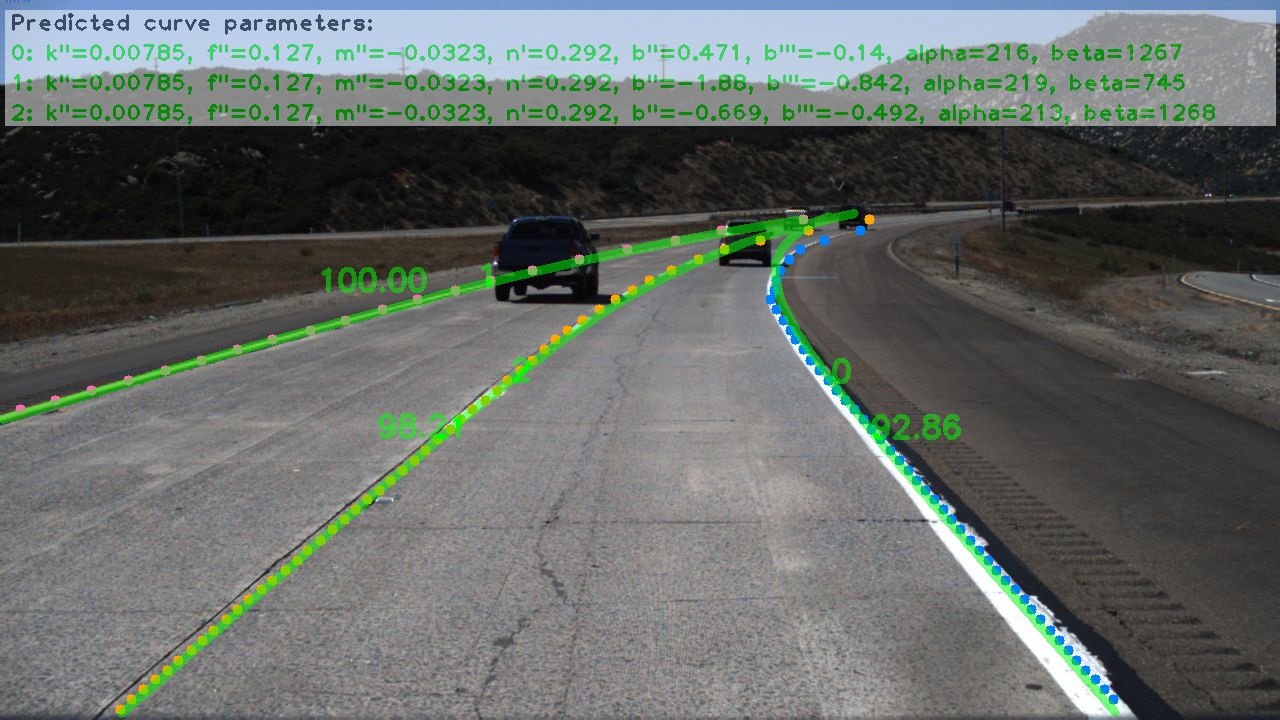 Predicted curve parameters:
0: k''=0.00785, f''=0.127, m''=-0.0323, n'=0.292, b''=0.471, b'''=-0.14, alpha=216, beta=1267
1: k''=0.00785, f''=0.127, m''=-0.0323, n'=0.292, b''=-1.88, b'''=-0.842, alpha=219, beta=745
2: k''=0.00785, f''=0.127, m''=-0.0323, n'=0.292, b''=-0.669, b'''=-0.492, alpha=213, beta=1268
100.00 1
2 0
98.21 92.86